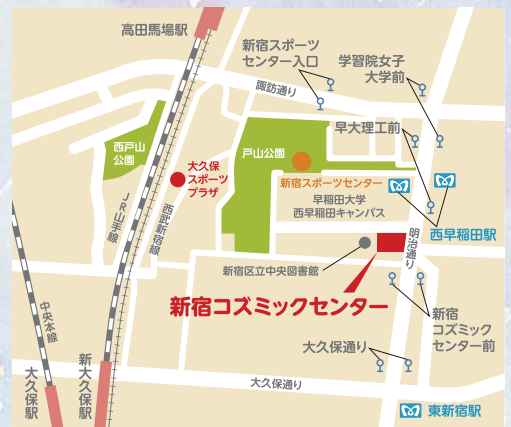 高田馬場駅
新宿スポーツ
センター入口
学習院女子
大学前
諏訪通り
早大理工前
西戸山
公園
戸山公園
大久保
スポーツ
プラザ
新宿スポーツセンター
早稲田大学
西早稲田キャンパス
西早稲田駅
JR山手線
西武新宿線
明治通り
新宿区立中央図書館
新宿コズミックセンター
中央本線
新宿
コズミック
センター前
大久保通り
大久保駅
新大久保駅
大久保通り
東新宿駅